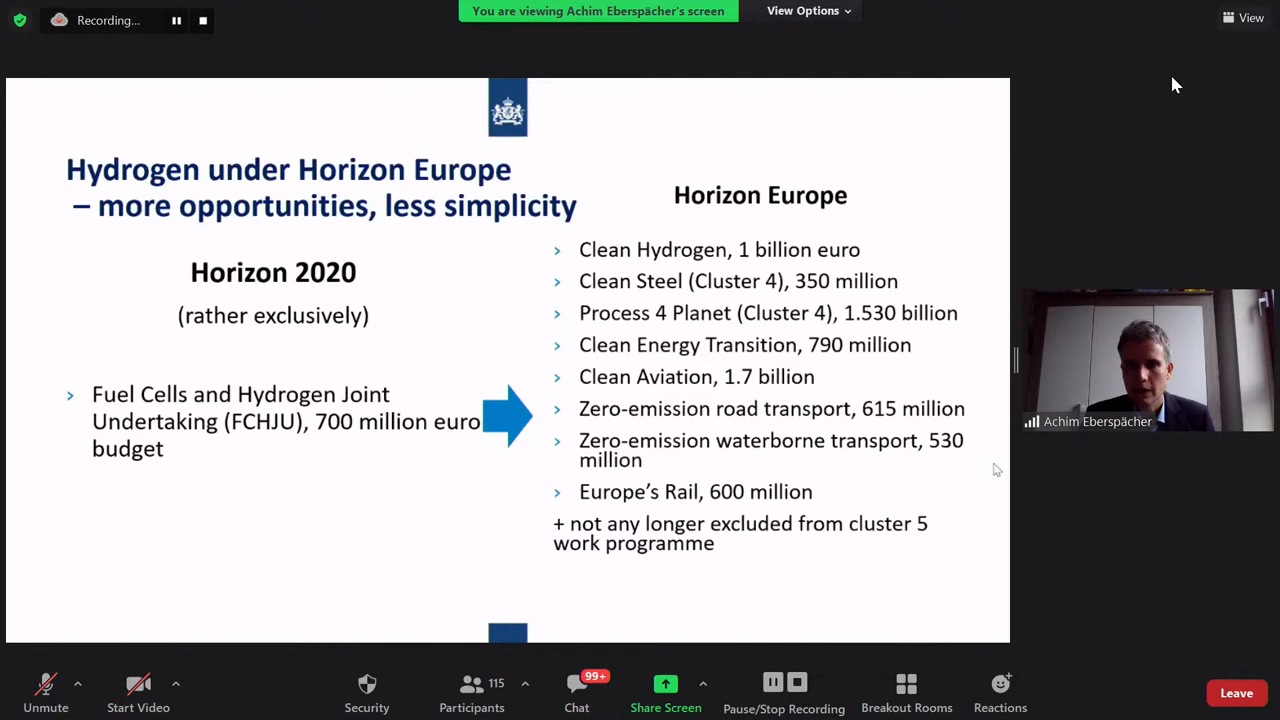 Recording...
You are viewing Achim Eberspächer's screen
View Options
View
Hydrogen under Horizon Europe
– more opportunities, less simplicity
Horizon 2020
(rather exclusively)
› Fuel Cells and Hydrogen Joint
Undertaking (FCHJU), 700 million euro
budget
Horizon Europe
› Clean Hydrogen, 1 billion euro
› Clean Steel (Cluster 4), 350 million
› Process 4 Planet (Cluster 4), 1.530 billion
› Clean Energy Transition, 790 million
› Clean Aviation, 1.7 billion
› Zero-emission road transport, 615 million
› Zero-emission waterborne transport, 530
million
› Europe’s Rail, 600 million
+ not any longer excluded from cluster 5
work programme
Achim Eberspächer
Unmute
Start Video
Security
115
Participants
99+
Chat
Share Screen
Pause/Stop Recording
Breakout Rooms
Reactions
Leave